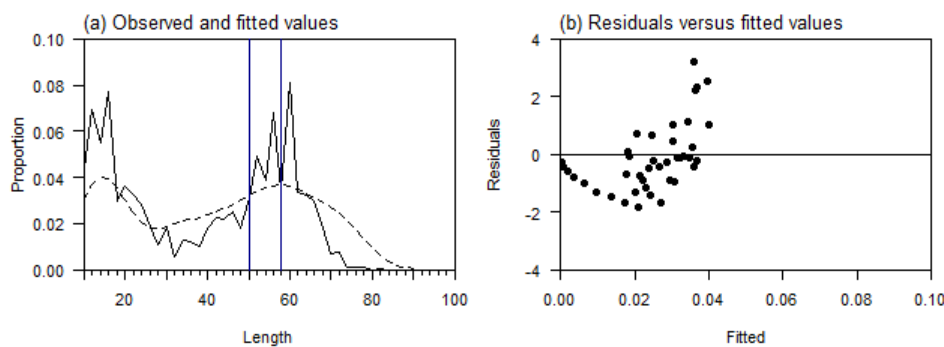 (a) Observed and fitted values
Proportion
0.10
0.08
0.06
0.04
0.02
0.00
20 40 60 80 100
Length
(b) Residuals versus fitted values
Residuals
4
2
0
-2
-4
0.00 0.02 0.04 0.06 0.08 0.10
Fitted